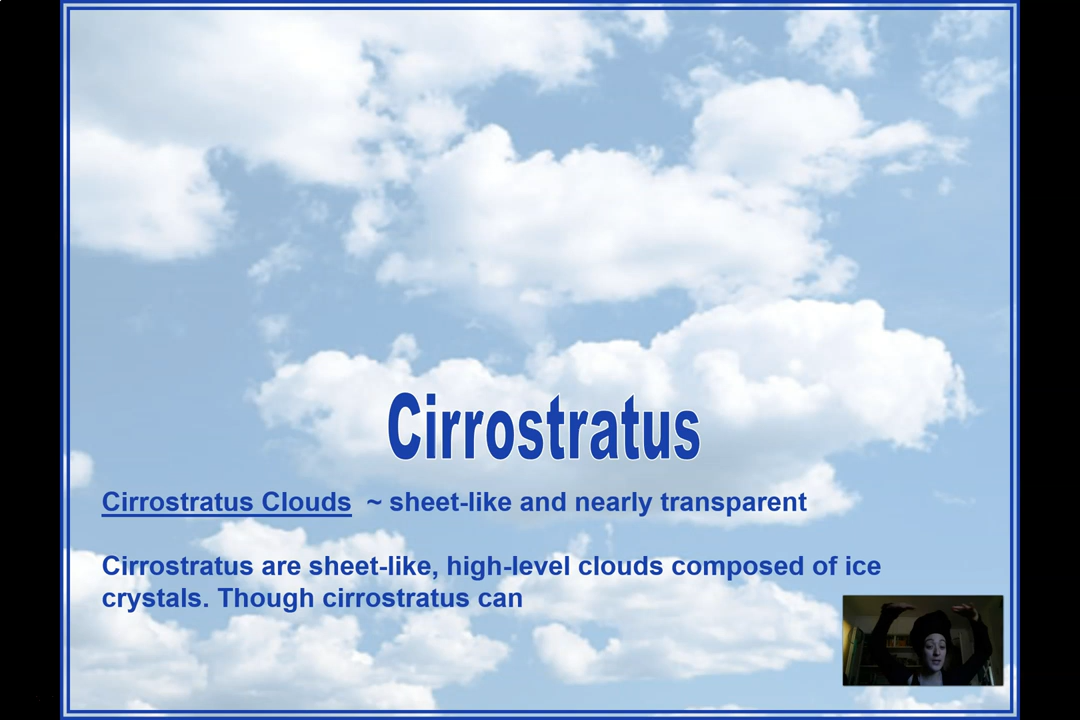 Cirrostratus
Cirrostratus Clouds ~ sheet-like and nearly transparent
Cirrostratus are sheet-like, high-level clouds composed of ice
crystals. Though cirrostratus can